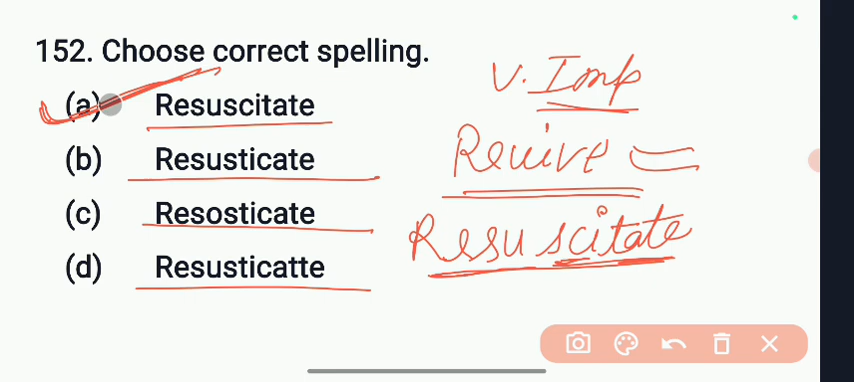 152. Choose correct spelling.
(a) Resuscitate
(b) Resusticate
(c) Resosticate
(d) Resusticatte
V. Imp
Revive =
Resuscitate